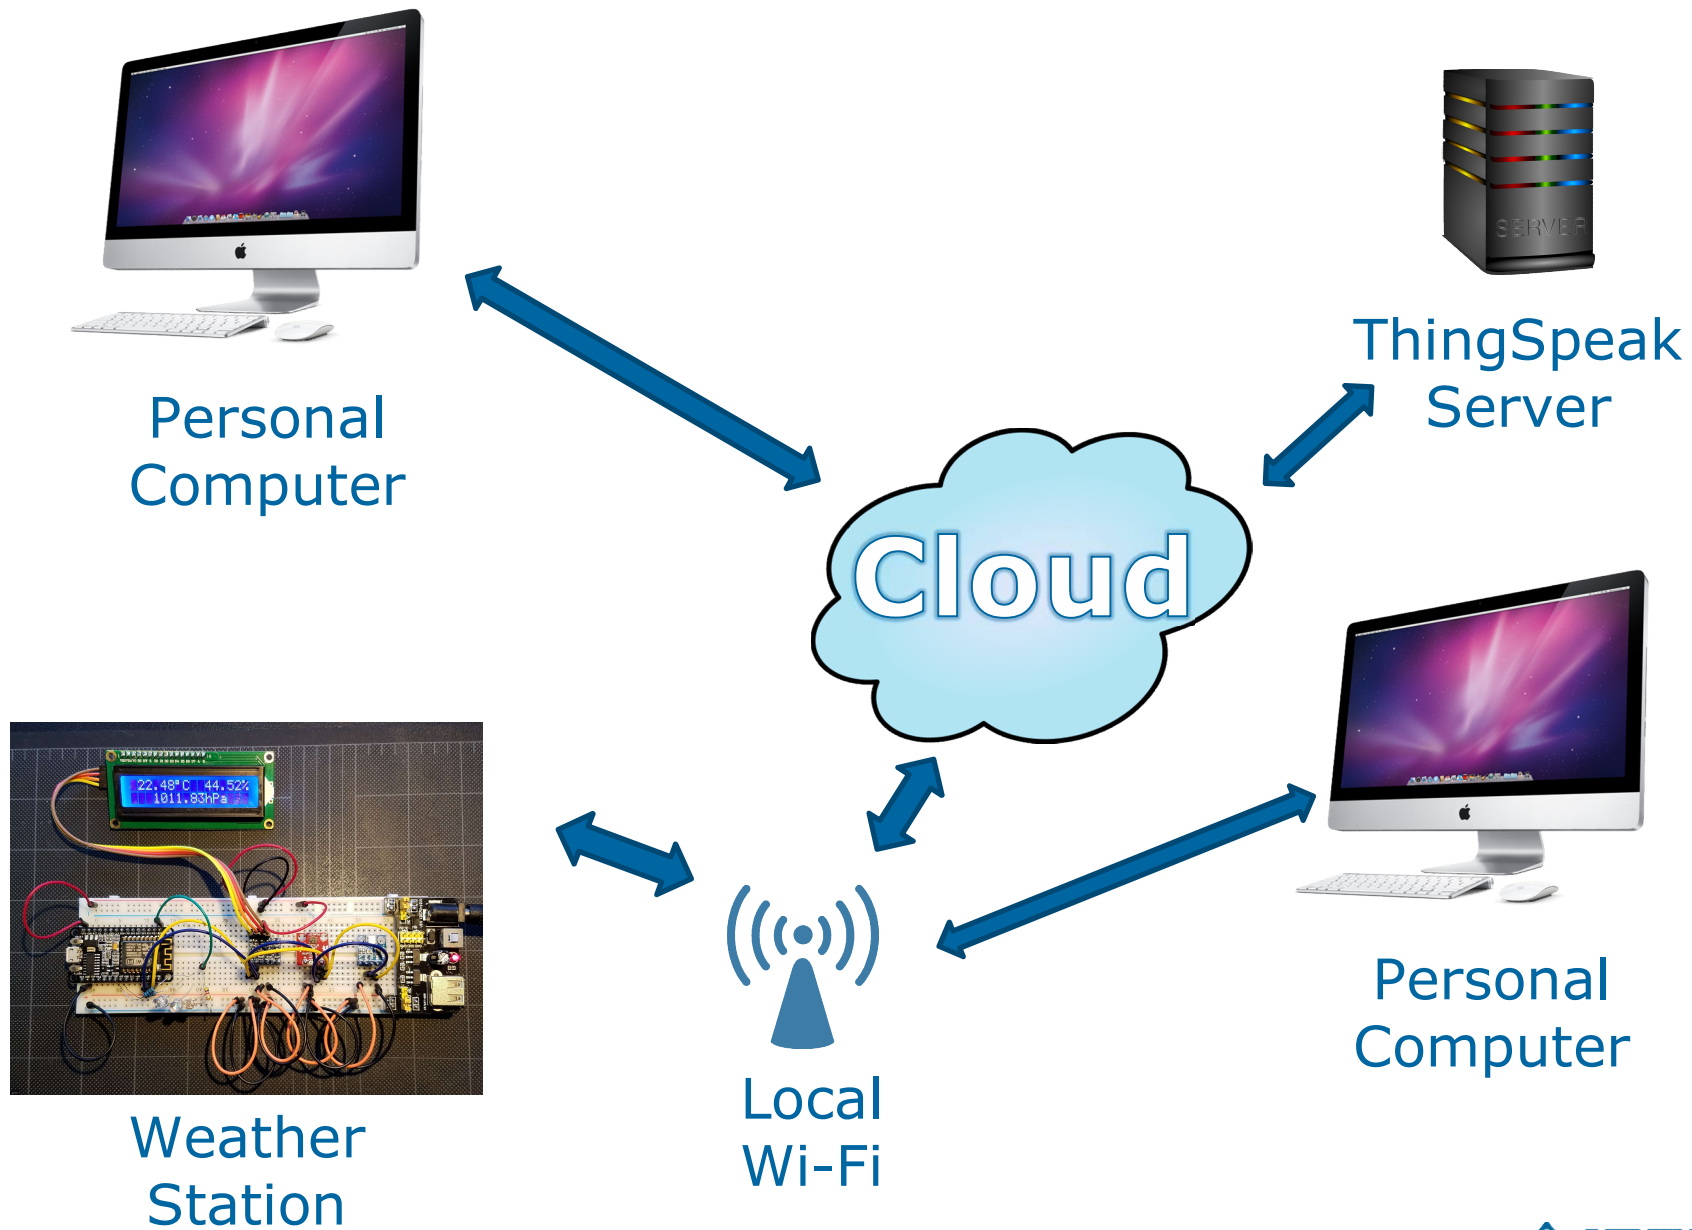 SERVER
ThingSpeak
Server
Personal
Computer
Cloud
22.48°C 44.52%
1011.83hPa
Personal
Computer
Local
Wi-Fi
Weather
Station